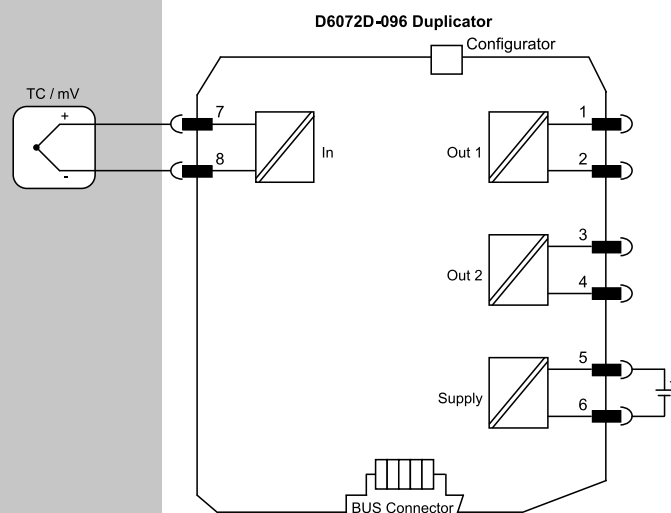 D6072D-096 Duplicator
Configurator
TC / mV
+
-
7
8
In
1
Out 1
2
3
Out 2
4
5
Supply
6
BUS Connector